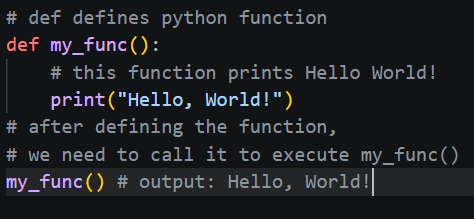 # def defines python function
def my_func():
    # this function prints Hello World!
    print("Hello, World!")
# after defining the function,
# we need to call it to execute my_func()
my_func() # output: Hello, World!